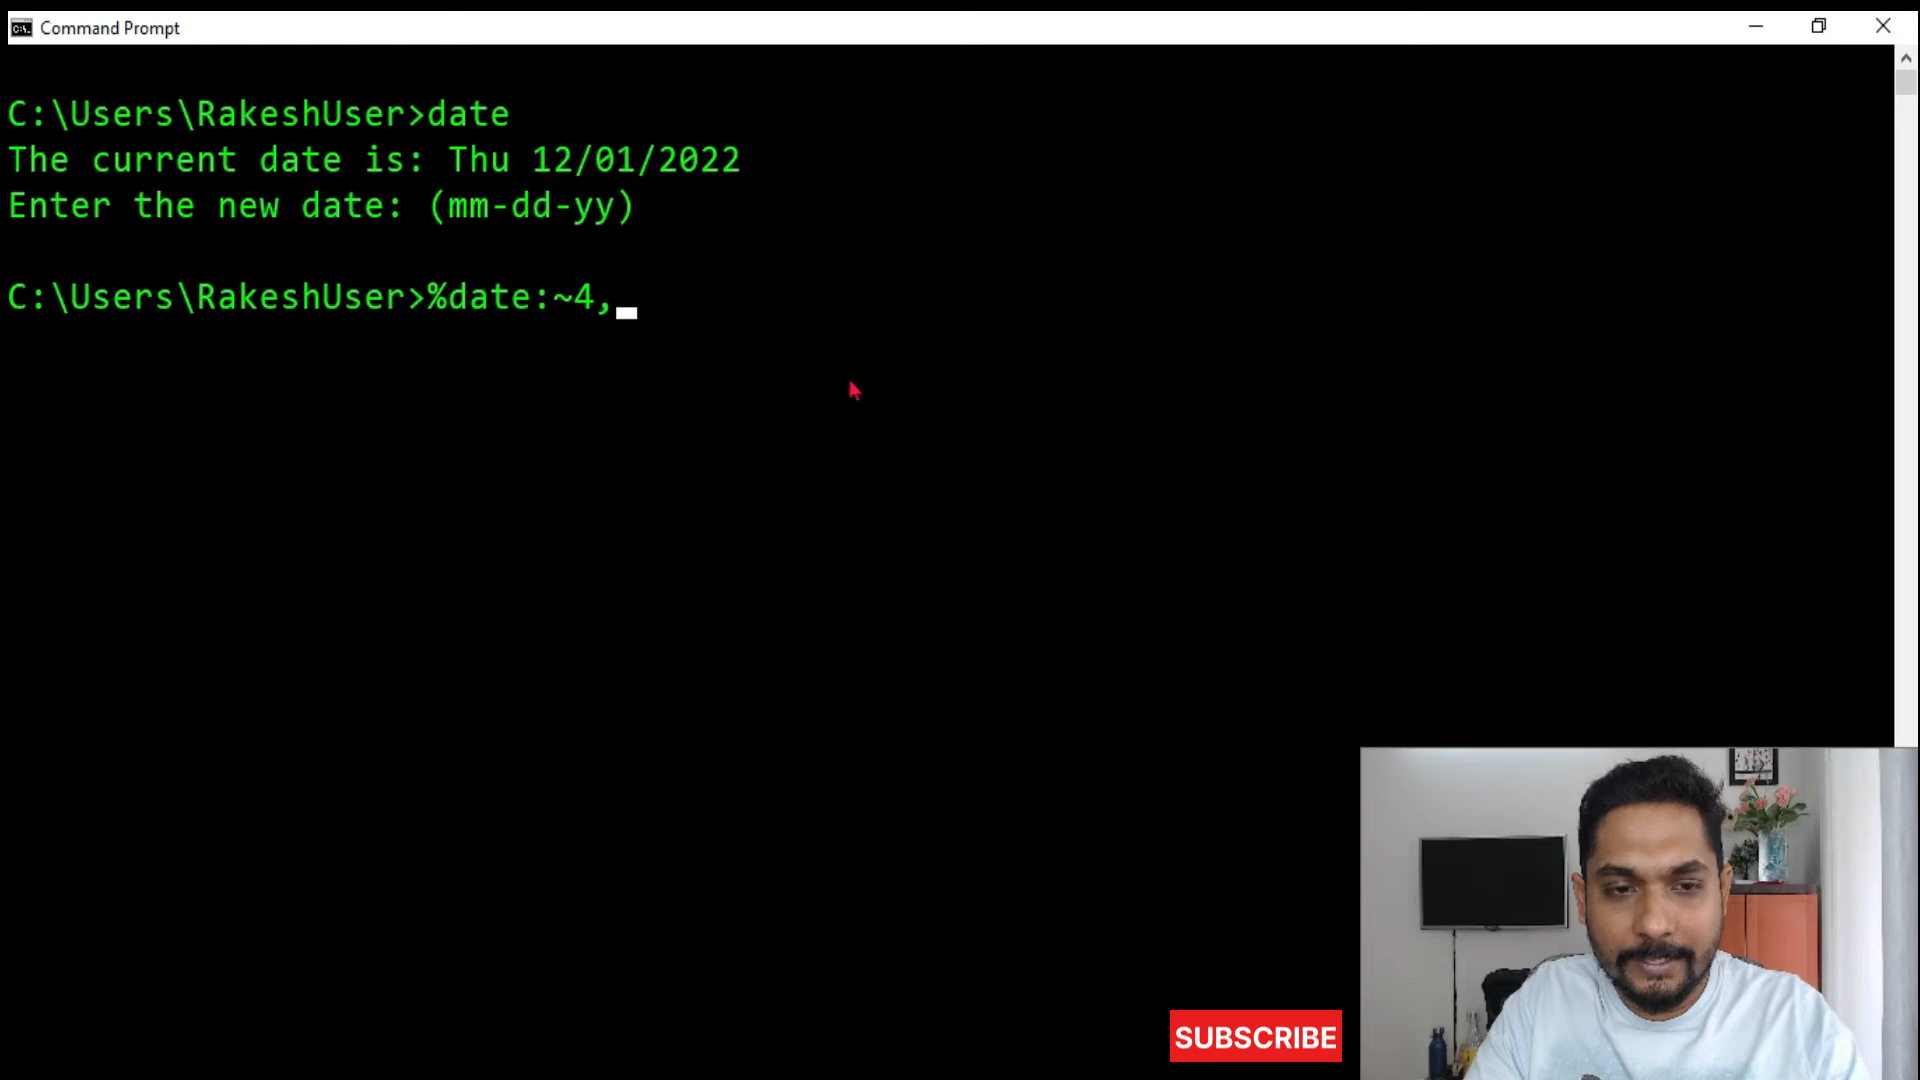 Command Prompt
C:\Users\RakeshUser>date
The current date is: Thu 12/01/2022
Enter the new date: (mm-dd-yy)
C:\Users\RakeshUser>%date:~4,
SUBSCRIBE